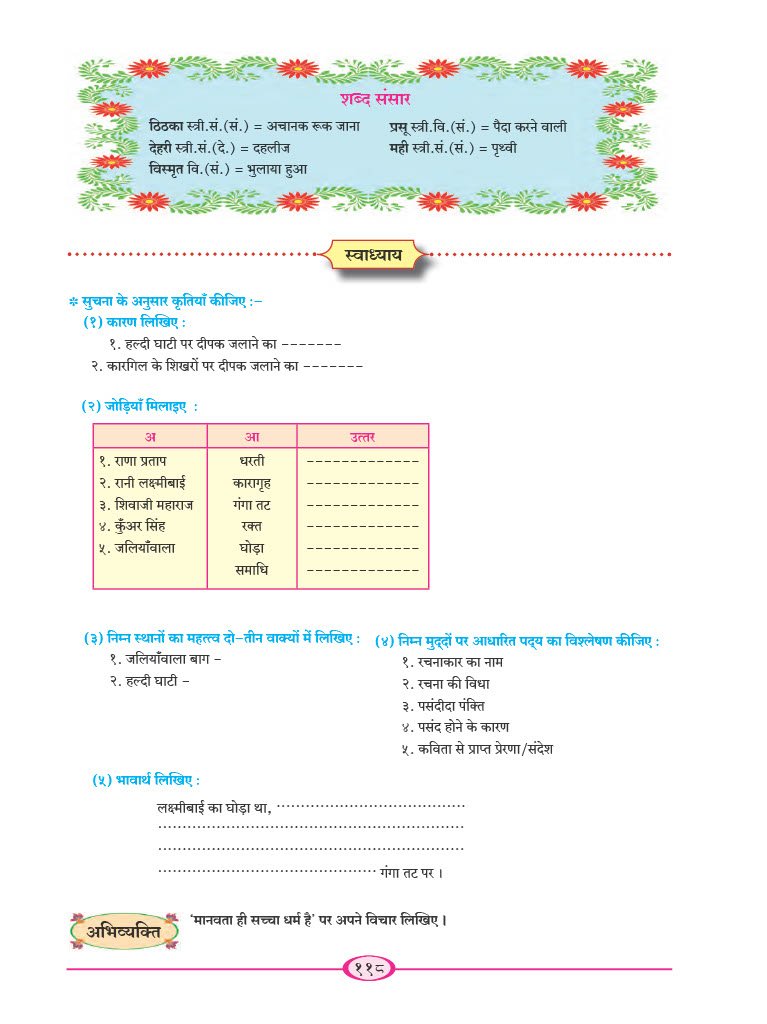 शब्द संसार
ठिठका स्त्री.सं.(सं.) = अचानक रूक जाना
देहरी स्त्री.सं.(दे.) = दहलीज
विस्मृत वि.(सं.) = भुलाया हुआ
प्रसू स्त्री.वि.(सं.) = पैदा करने वाली
मही स्त्री.सं.(सं.) = पृथ्वी
स्वाध्याय
* सुचना के अनुसार कृतियाँ कीजिए :–
(१) कारण लिखिए :
१. हल्दी घाटी पर दीपक जलाने का –––––––
२. कारगिल के शिखरों पर दीपक जलाने का –––––––
(२) जोड़ियाँ मिलाइए :
अ आ उत्तर
१. राणा प्रताप धरती –––––––––––––
२. रानी लक्ष्मीबाई कारागृह –––––––––––––
३. शिवाजी महाराज गंगा तट –––––––––––––
४. कुँअर सिंह रक्त –––––––––––––
५. जलियाँवाला घोड़ा –––––––––––––
समाधि –––––––––––––
(३) निम्न स्थानों का महत्त्व दो–तीन वाक्यों में लिखिए :
१. जलियाँवाला बाग –
२. हल्दी घाटी –
(४) निम्न मुद्दों पर आधारित पद्य का विश्लेषण कीजिए :
१. रचनाकार का नाम
२. रचना की विधा
३. पसंदीदा पंक्ति
४. पसंद होने के कारण
५. कविता से प्राप्त प्रेरणा/संदेश
(५) भावार्थ लिखिए :
लक्ष्मीबाई का घोड़ा था, .......................................
...............................................................
...............................................................
............................................. गंगा तट पर ।
अभिव्यक्ति
‘मानवता ही सच्चा धर्म है’ पर अपने विचार लिखिए ।
११८